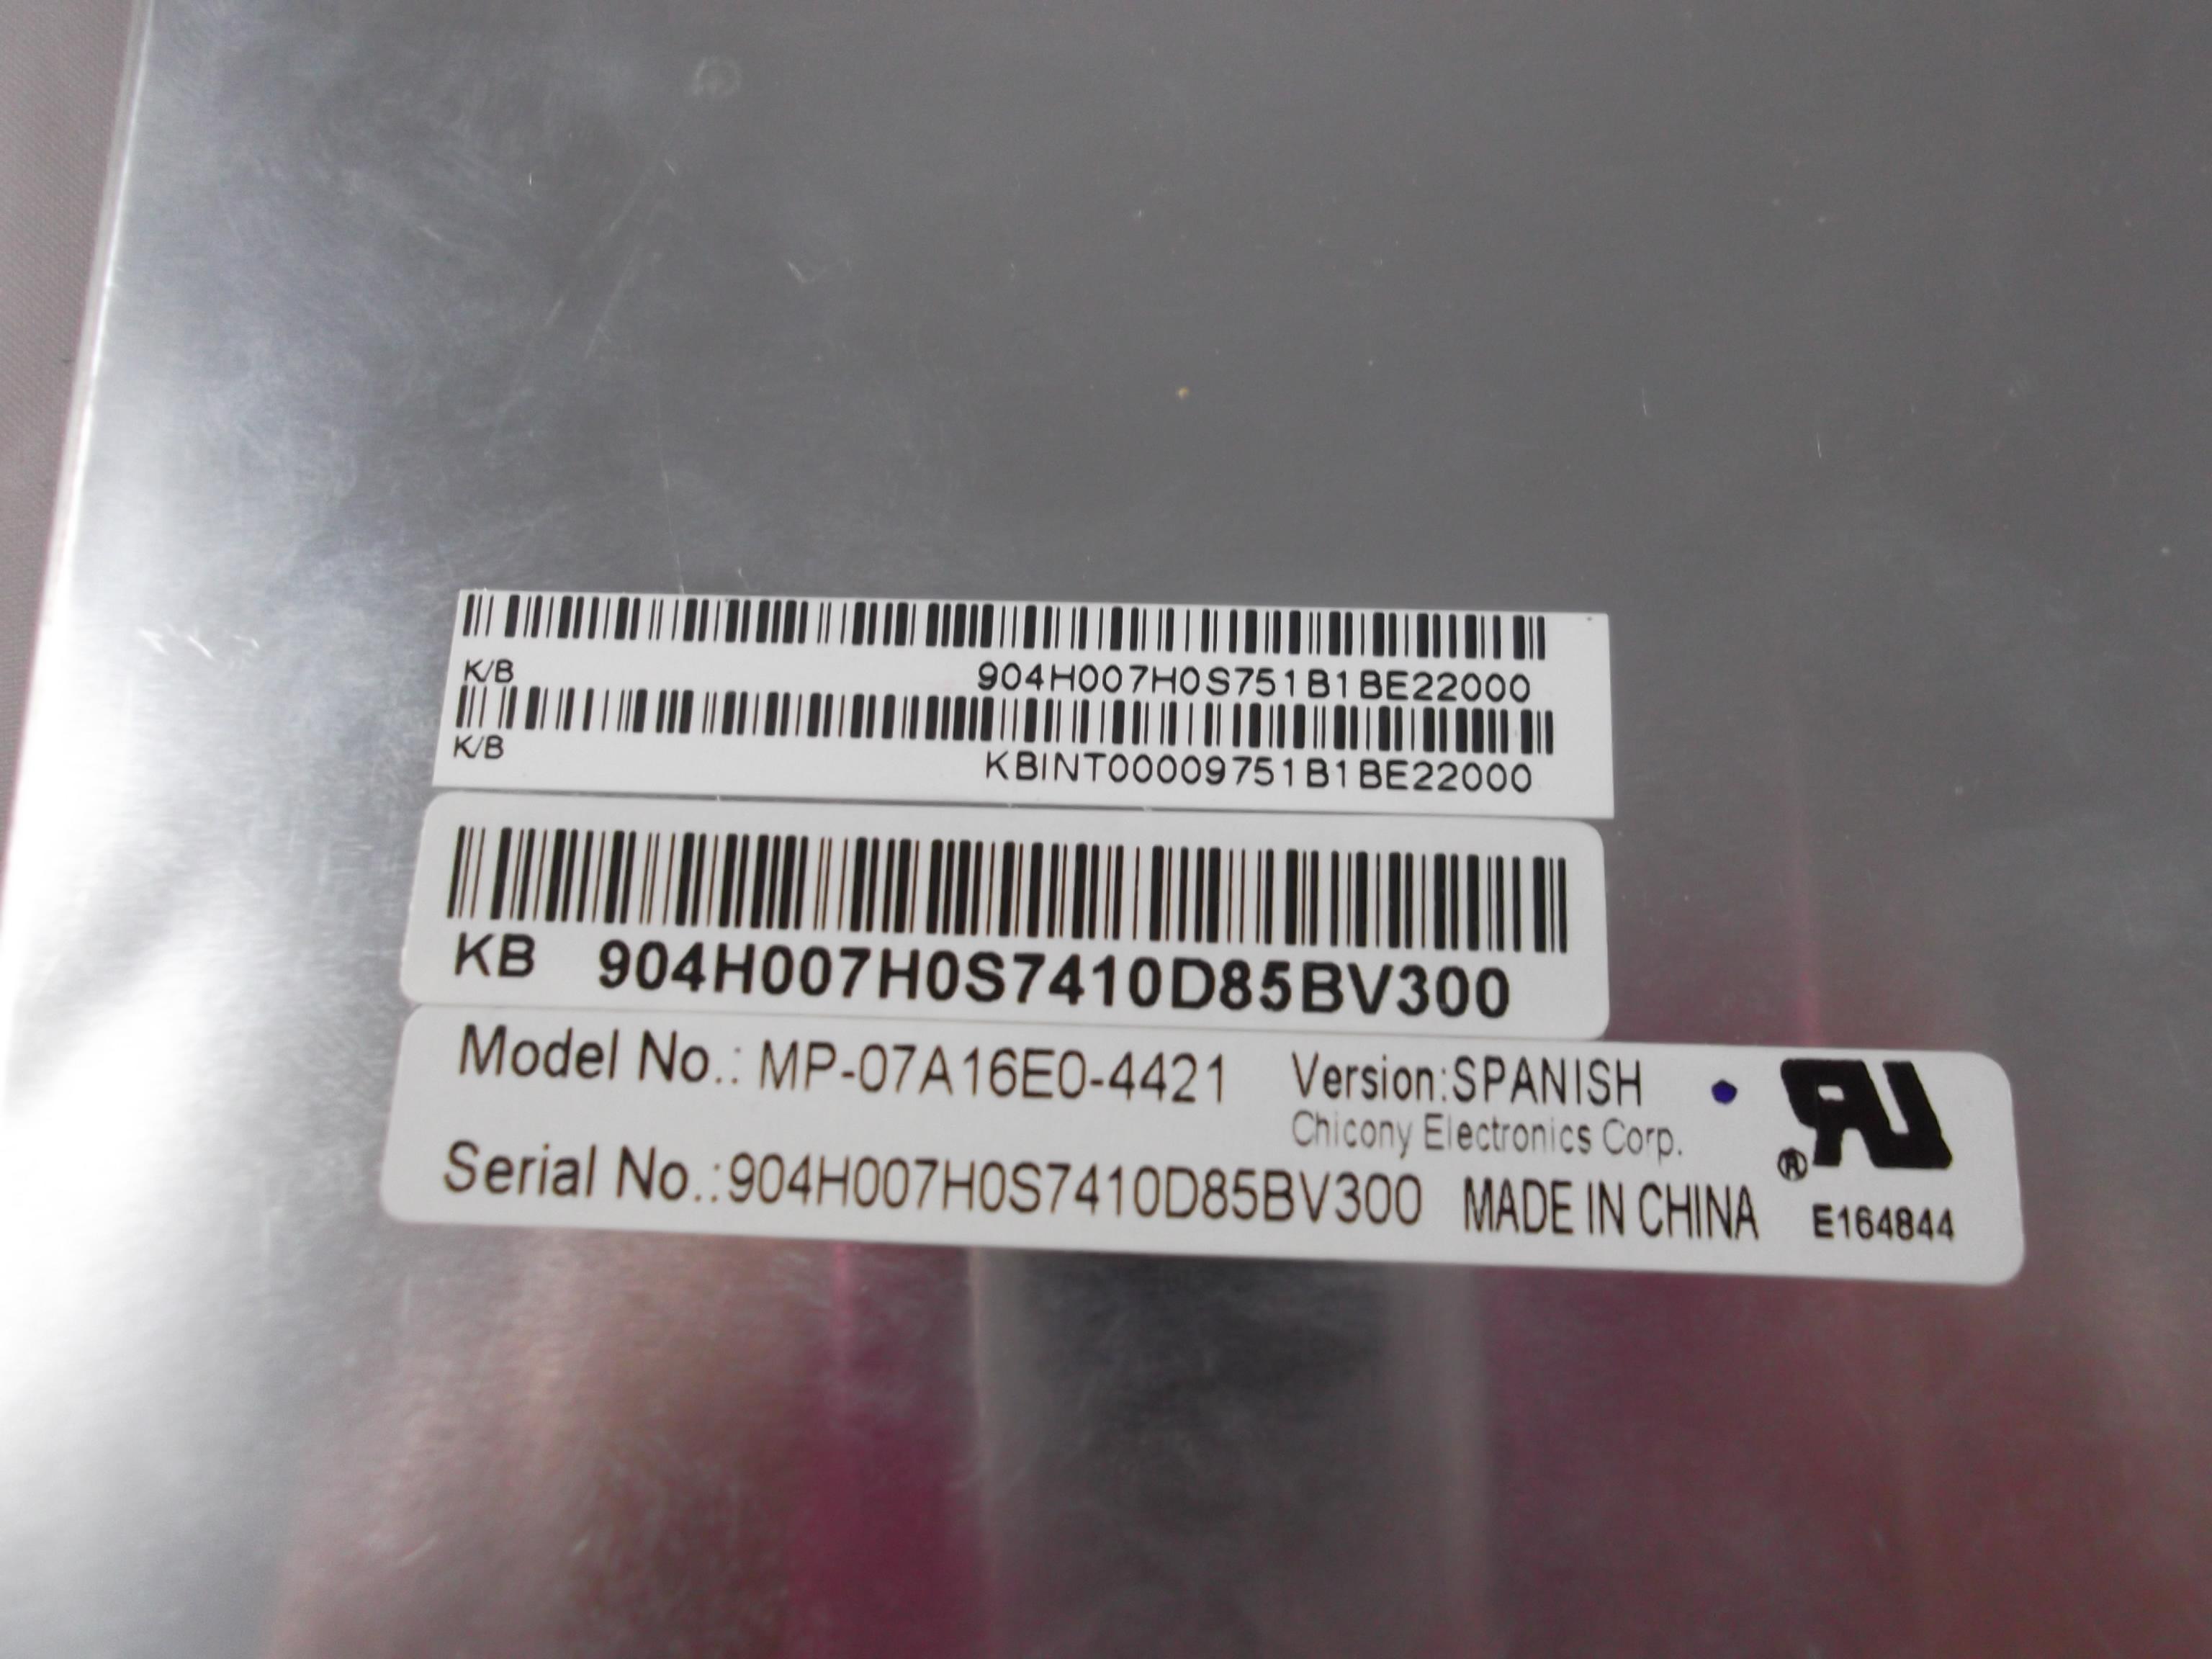 K/B 904H007H0S751B1BE22000
K/B KBINT00009751B1BE22000
KB 904H007H0S7410D85BV300
Model No.: MP-07A16E0-4421 Version:SPANISH
Chicony Electronics Corp.
Serial No.:904H007H0S7410D85BV300 MADE IN CHINA
®
E164844